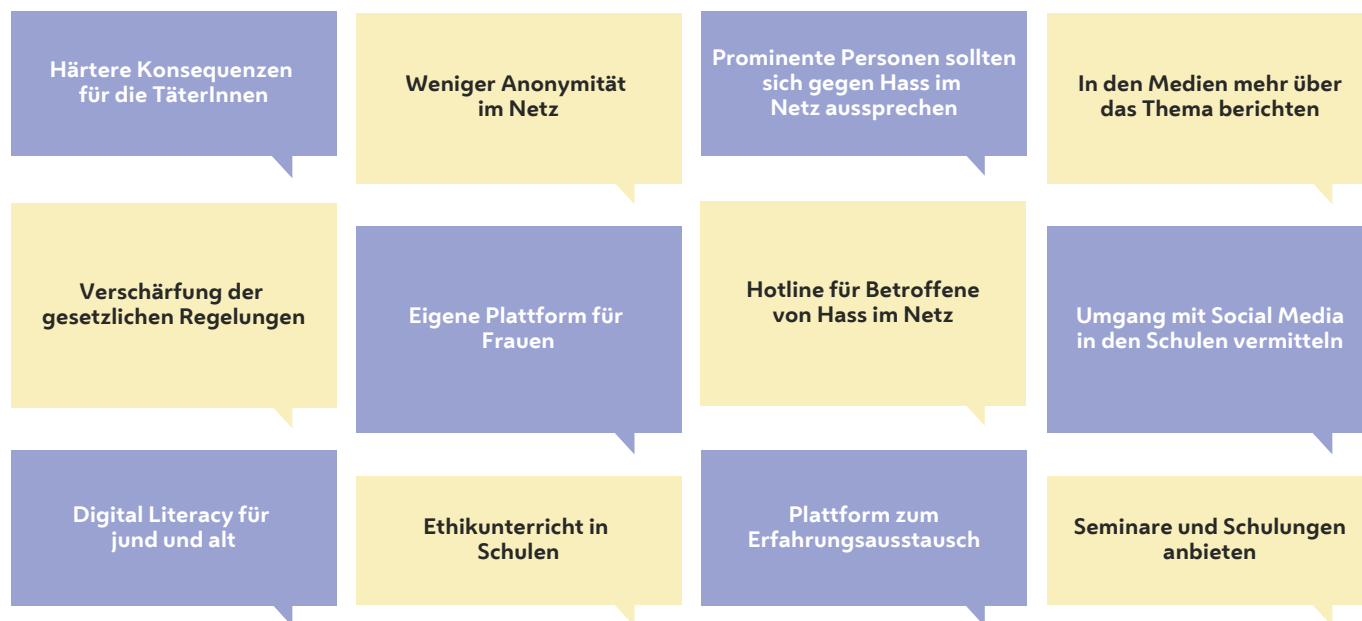 Härtere Konsequenzen
für die TäterInnen
Weniger Anonymität
im Netz
Prominente Personen sollten
sich gegen Hass im
Netz aussprechen
In den Medien mehr über
das Thema berichten
Verschärfung der
gesetzlichen Regelungen
Eigene Plattform für
Frauen
Hotline für Betroffene
von Hass im Netz
Umgang mit Social Media
in den Schulen vermitteln
Digital Literacy für
jund und alt
Ethikunterricht in
Schulen
Plattform zum
Erfahrungsausstausch
Seminare und Schulungen
anbieten